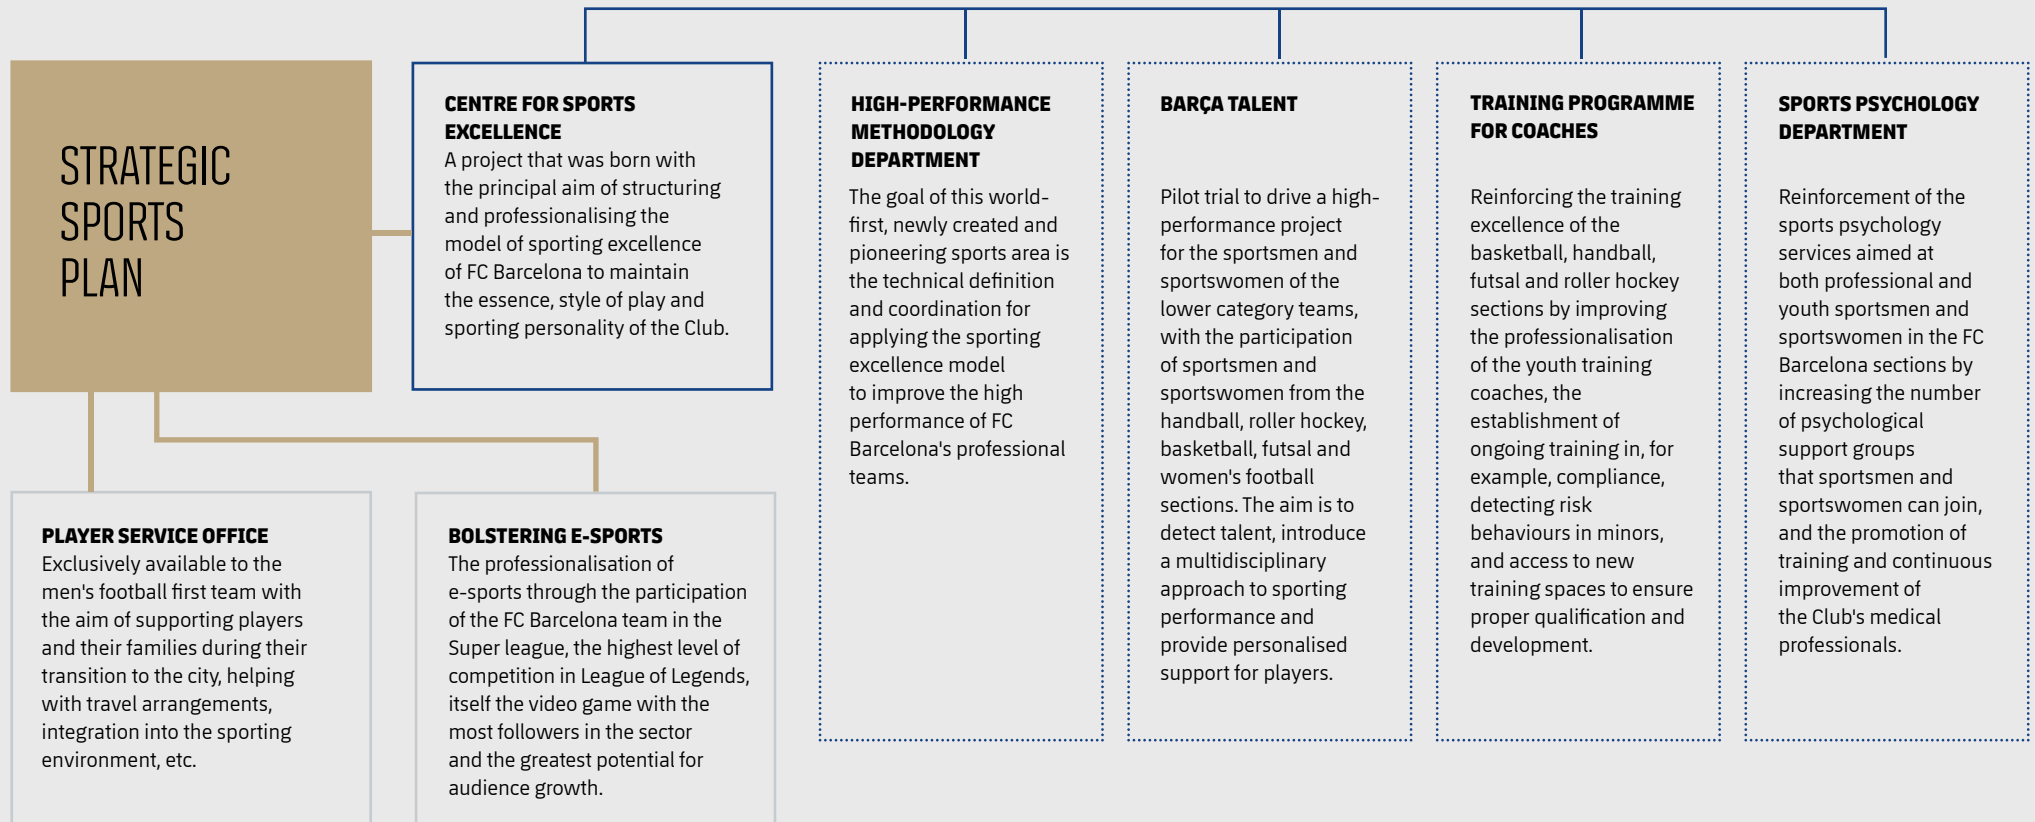 STRATEGIC
SPORTS
PLAN
CENTRE FOR SPORTS
EXCELLENCE
A project that was born with
the principal aim of structuring
and professionalising the
model of sporting excellence
of FC Barcelona to maintain
the essence, style of play and
sporting personality of the Club.
HIGH-PERFORMANCE
METHODOLOGY
DEPARTMENT
The goal of this world-
first, newly created and
pioneering sports area is
the technical definition
and coordination for
applying the sporting
excellence model
to improve the high
performance of FC
Barcelona's professional
teams.
BARÇA TALENT
Pilot trial to drive a high-
performance project
for the sportsmen and
sportswomen of the
lower category teams,
with the participation
of sportsmen and
sportswomen from the
handball, roller hockey,
basketball, futsal and
women's football
sections. The aim is to
detect talent, introduce
a multidisciplinary
approach to sporting
performance and
provide personalised
support for players.
TRAINING PROGRAMME
FOR COACHES
Reinforcing the training
excellence of the
basketball, handball,
futsal and roller hockey
sections by improving
the professionalisation
of the youth training
coaches, the
establishment of
ongoing training in, for
example, compliance,
detecting risk
behaviours in minors,
and access to new
training spaces to ensure
proper qualification and
development.
SPORTS PSYCHOLOGY
DEPARTMENT
Reinforcement of the
sports psychology
services aimed at
both professional and
youth sportsmen and
sportswomen in the FC
Barcelona sections by
increasing the number
of psychological
support groups
that sportsmen and
sportswomen can join,
and the promotion of
training and continuous
improvement of
the Club's medical
professionals.
PLAYER SERVICE OFFICE
Exclusively available to the
men's football first team with
the aim of supporting players
and their families during their
transition to the city, helping
with travel arrangements,
integration into the sporting
environment, etc.
BOLSTERING E-SPORTS
The professionalisation of
e-sports through the participation
of the FC Barcelona team in the
Super league, the highest level of
competition in League of Legends,
itself the video game with the
most followers in the sector
and the greatest potential for
audience growth.